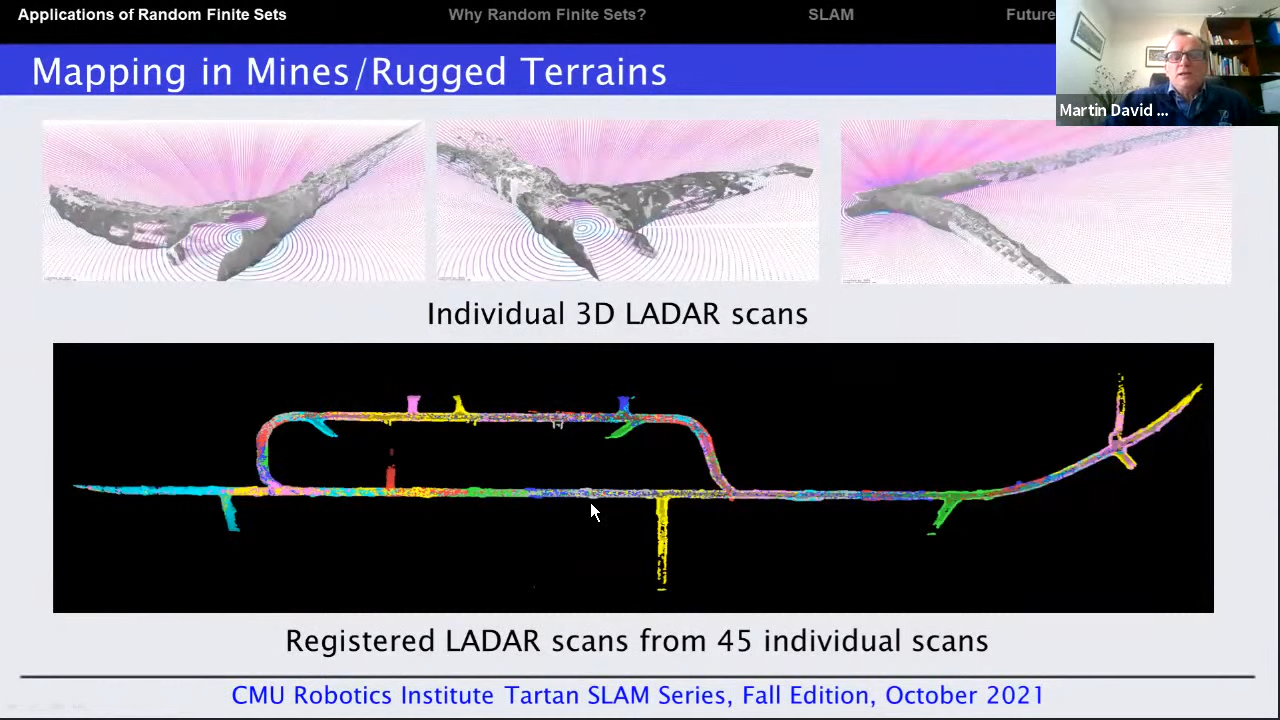 Applications of Random Finite Sets Why Random Finite Sets? SLAM Future
Martin David ...
Mapping in Mines/Rugged Terrains
Individual 3D LADAR scans
Registered LADAR scans from 45 individual scans
CMU Robotics Institute Tartan SLAM Series, Fall Edition, October 2021